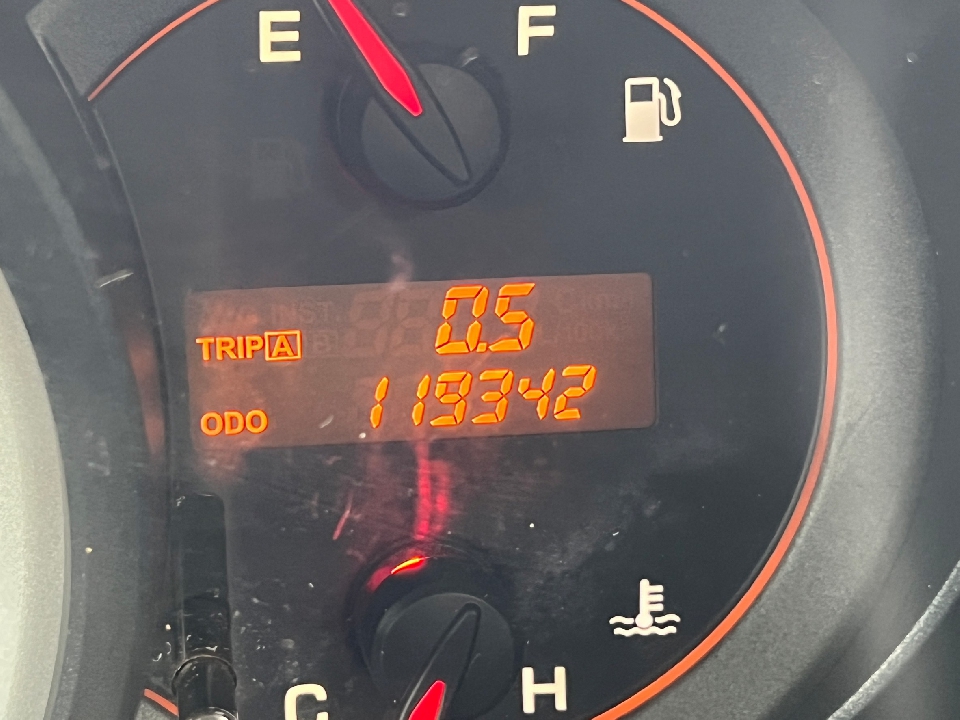 E F
TRIP A 0.5
ODO 119342
C H